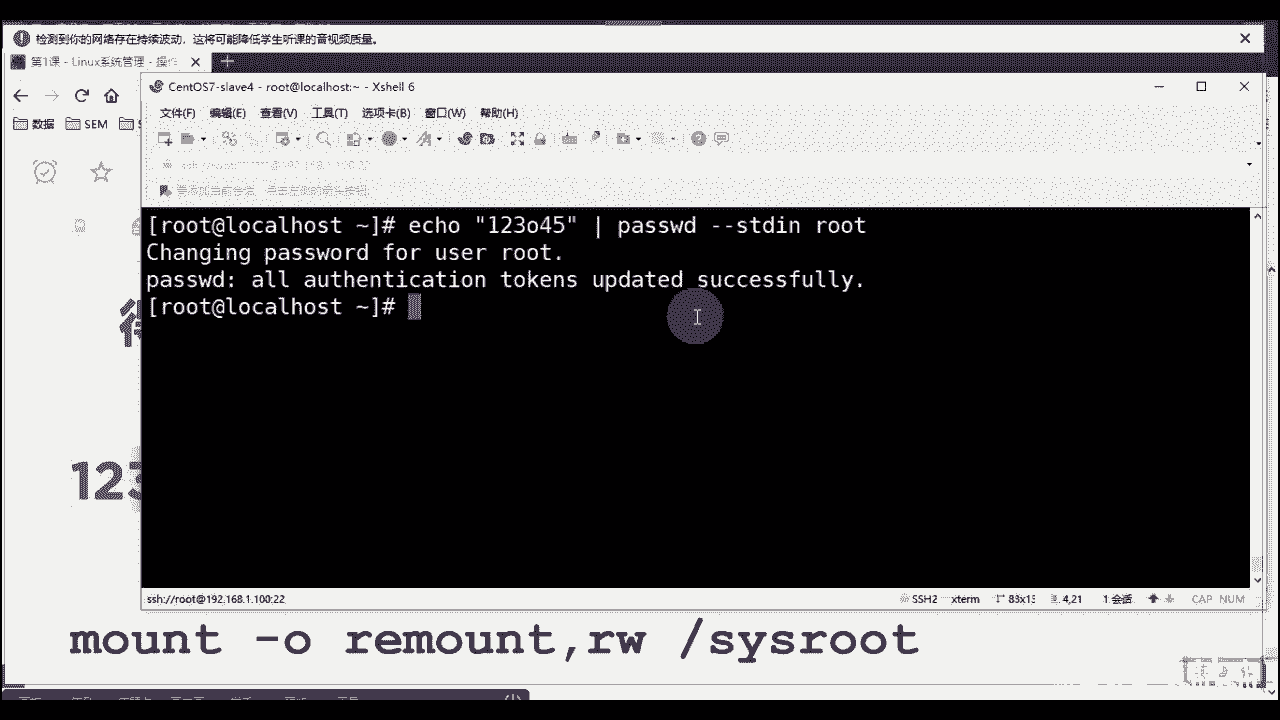 检测到你的网络存在持续波动，这将可能降低学生听课的音视频质量。
第1课 - Linux系统管理 - 操作
CentOS7-slave4 - root@localhost:~ - Xshell 6
文件(F) 编辑(E) 查看(V) 工具(T) 选项卡(B) 窗口(W) 帮助(H)
数据 SEM
[root@localhost ~]# echo "123o45" | passwd --stdin root
Changing password for user root.
passwd: all authentication tokens updated successfully.
[root@localhost ~]#
123
ssh://root@192.168.1.100:22 SSH2 xterm 83x13 4,21 1 会话 CAP NUM
mount -o remount,rw /sysroot